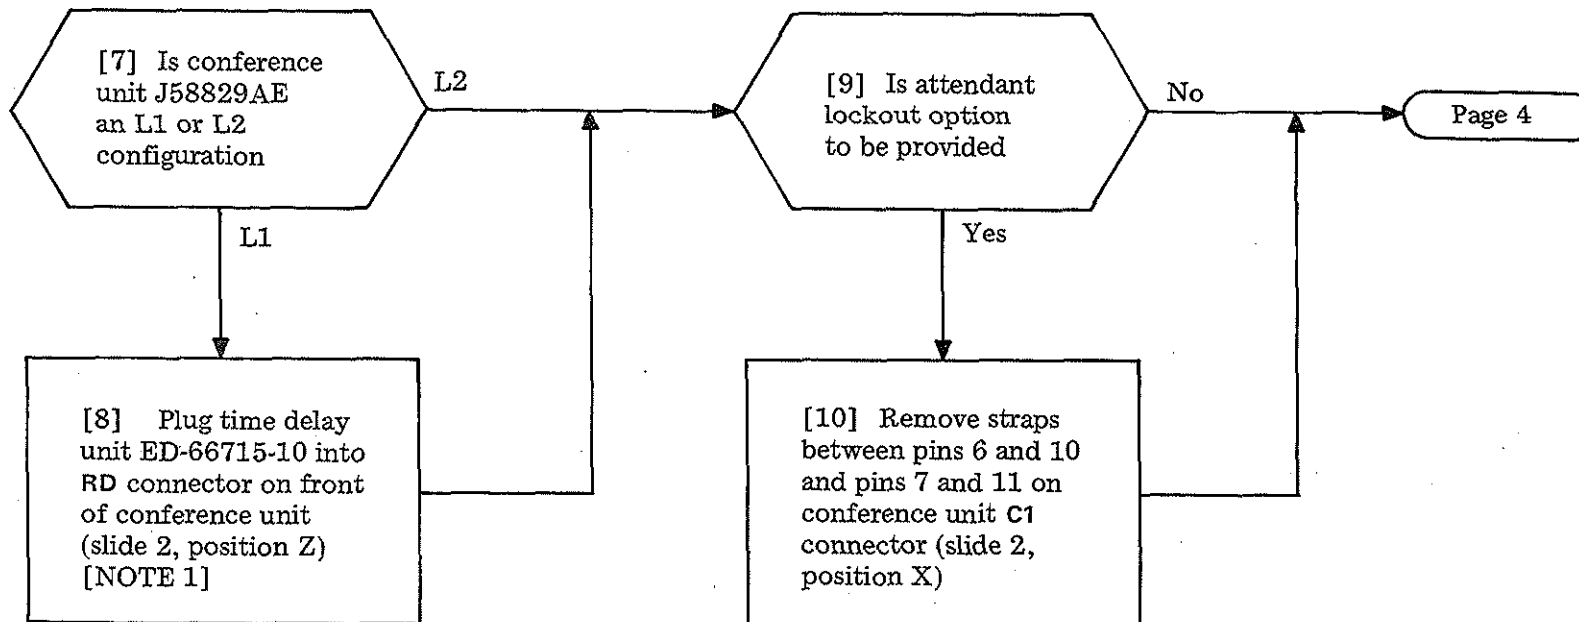 [7] Is conference
unit J58829AE
an L1 or L2
configuration
L2
L1
[8] Plug time delay
unit ED-66715-10 into
RD connector on front
of conference unit
(slide 2, position Z)
[NOTE 1]
[9] Is attendant
lockout option
to be provided
No
Yes
[10] Remove straps
between pins 6 and 10
and pins 7 and 11 on
conference unit C1
connector (slide 2,
position X)
Page 4